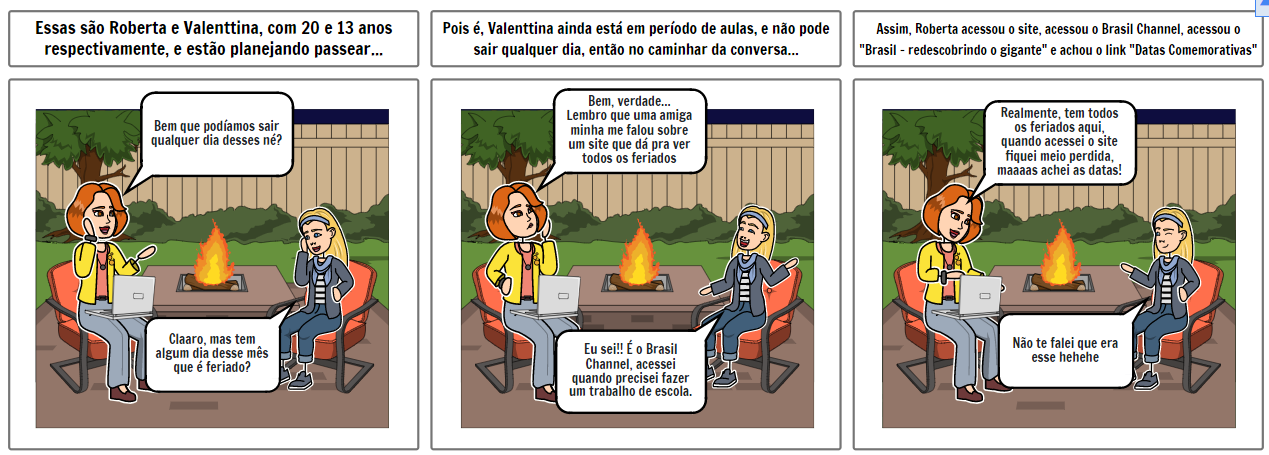 Essas são Roberta e Valenttina, com 20 e 13 anos
respectivamente, e estão planejando passear...
Bem que podíamos sair
qualquer dia desses né?
Claaro, mas tem
algum dia desse mês
que é feriado?
Pois é, Valenttina ainda está em período de aulas, e não pode
sair qualquer dia, então no caminhar da conversa...
Bem, verdade...
Lembro que uma amiga
minha me falou sobre
um site que dá pra ver
todos os feriados
Eu sei!! É o Brasil
Channel, acessei
quando precisei fazer
um trabalho de escola.
Assim, Roberta acessou o site, acessou o Brasil Channel, acessou o
"Brasil - redescobrindo o gigante" e achou o link "Datas Comemorativas"
Realmente, tem todos
os feriados aqui,
quando acessei o site
fiquei meio perdida,
maaaas achei as datas!
Não te falei que era
esse hehehe